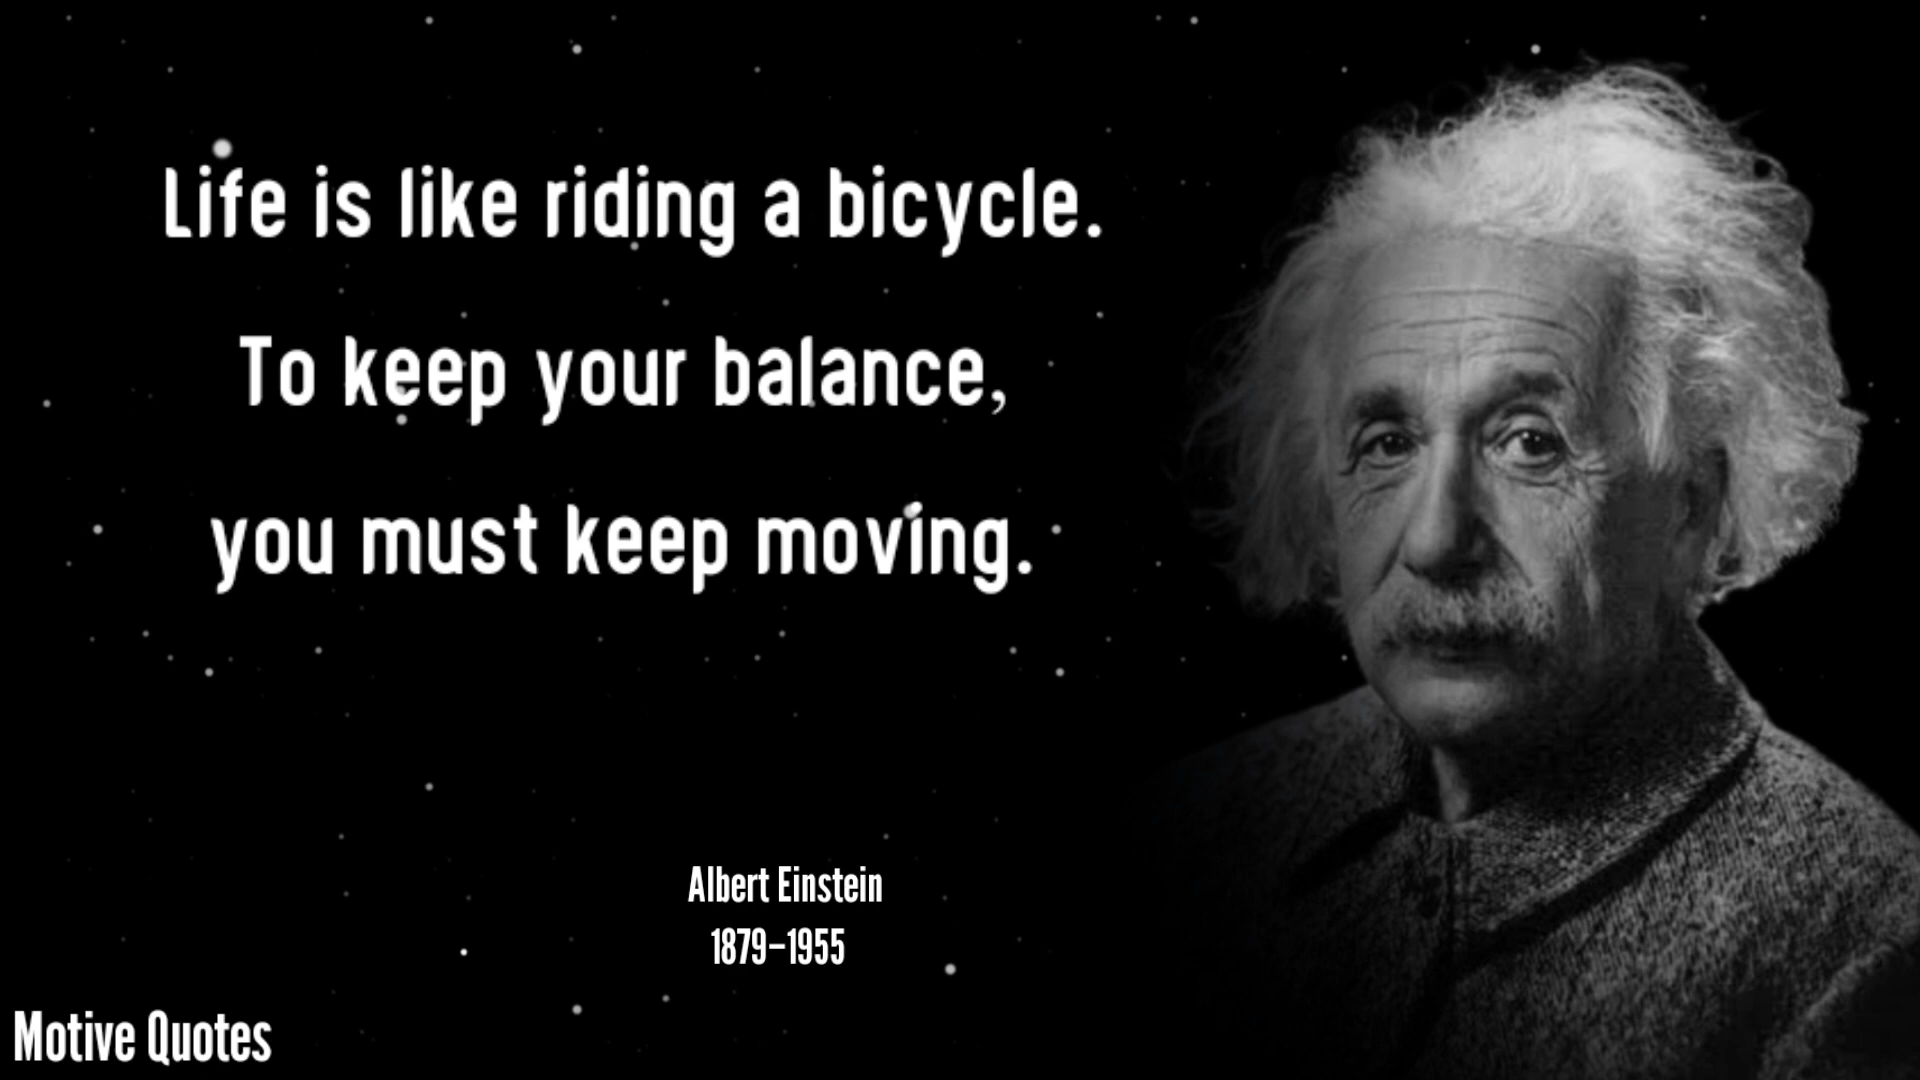 Life is like riding a bicycle.
To keep your balance,
you must keep moving.
Albert Einstein
1879–1955
Motive Quotes